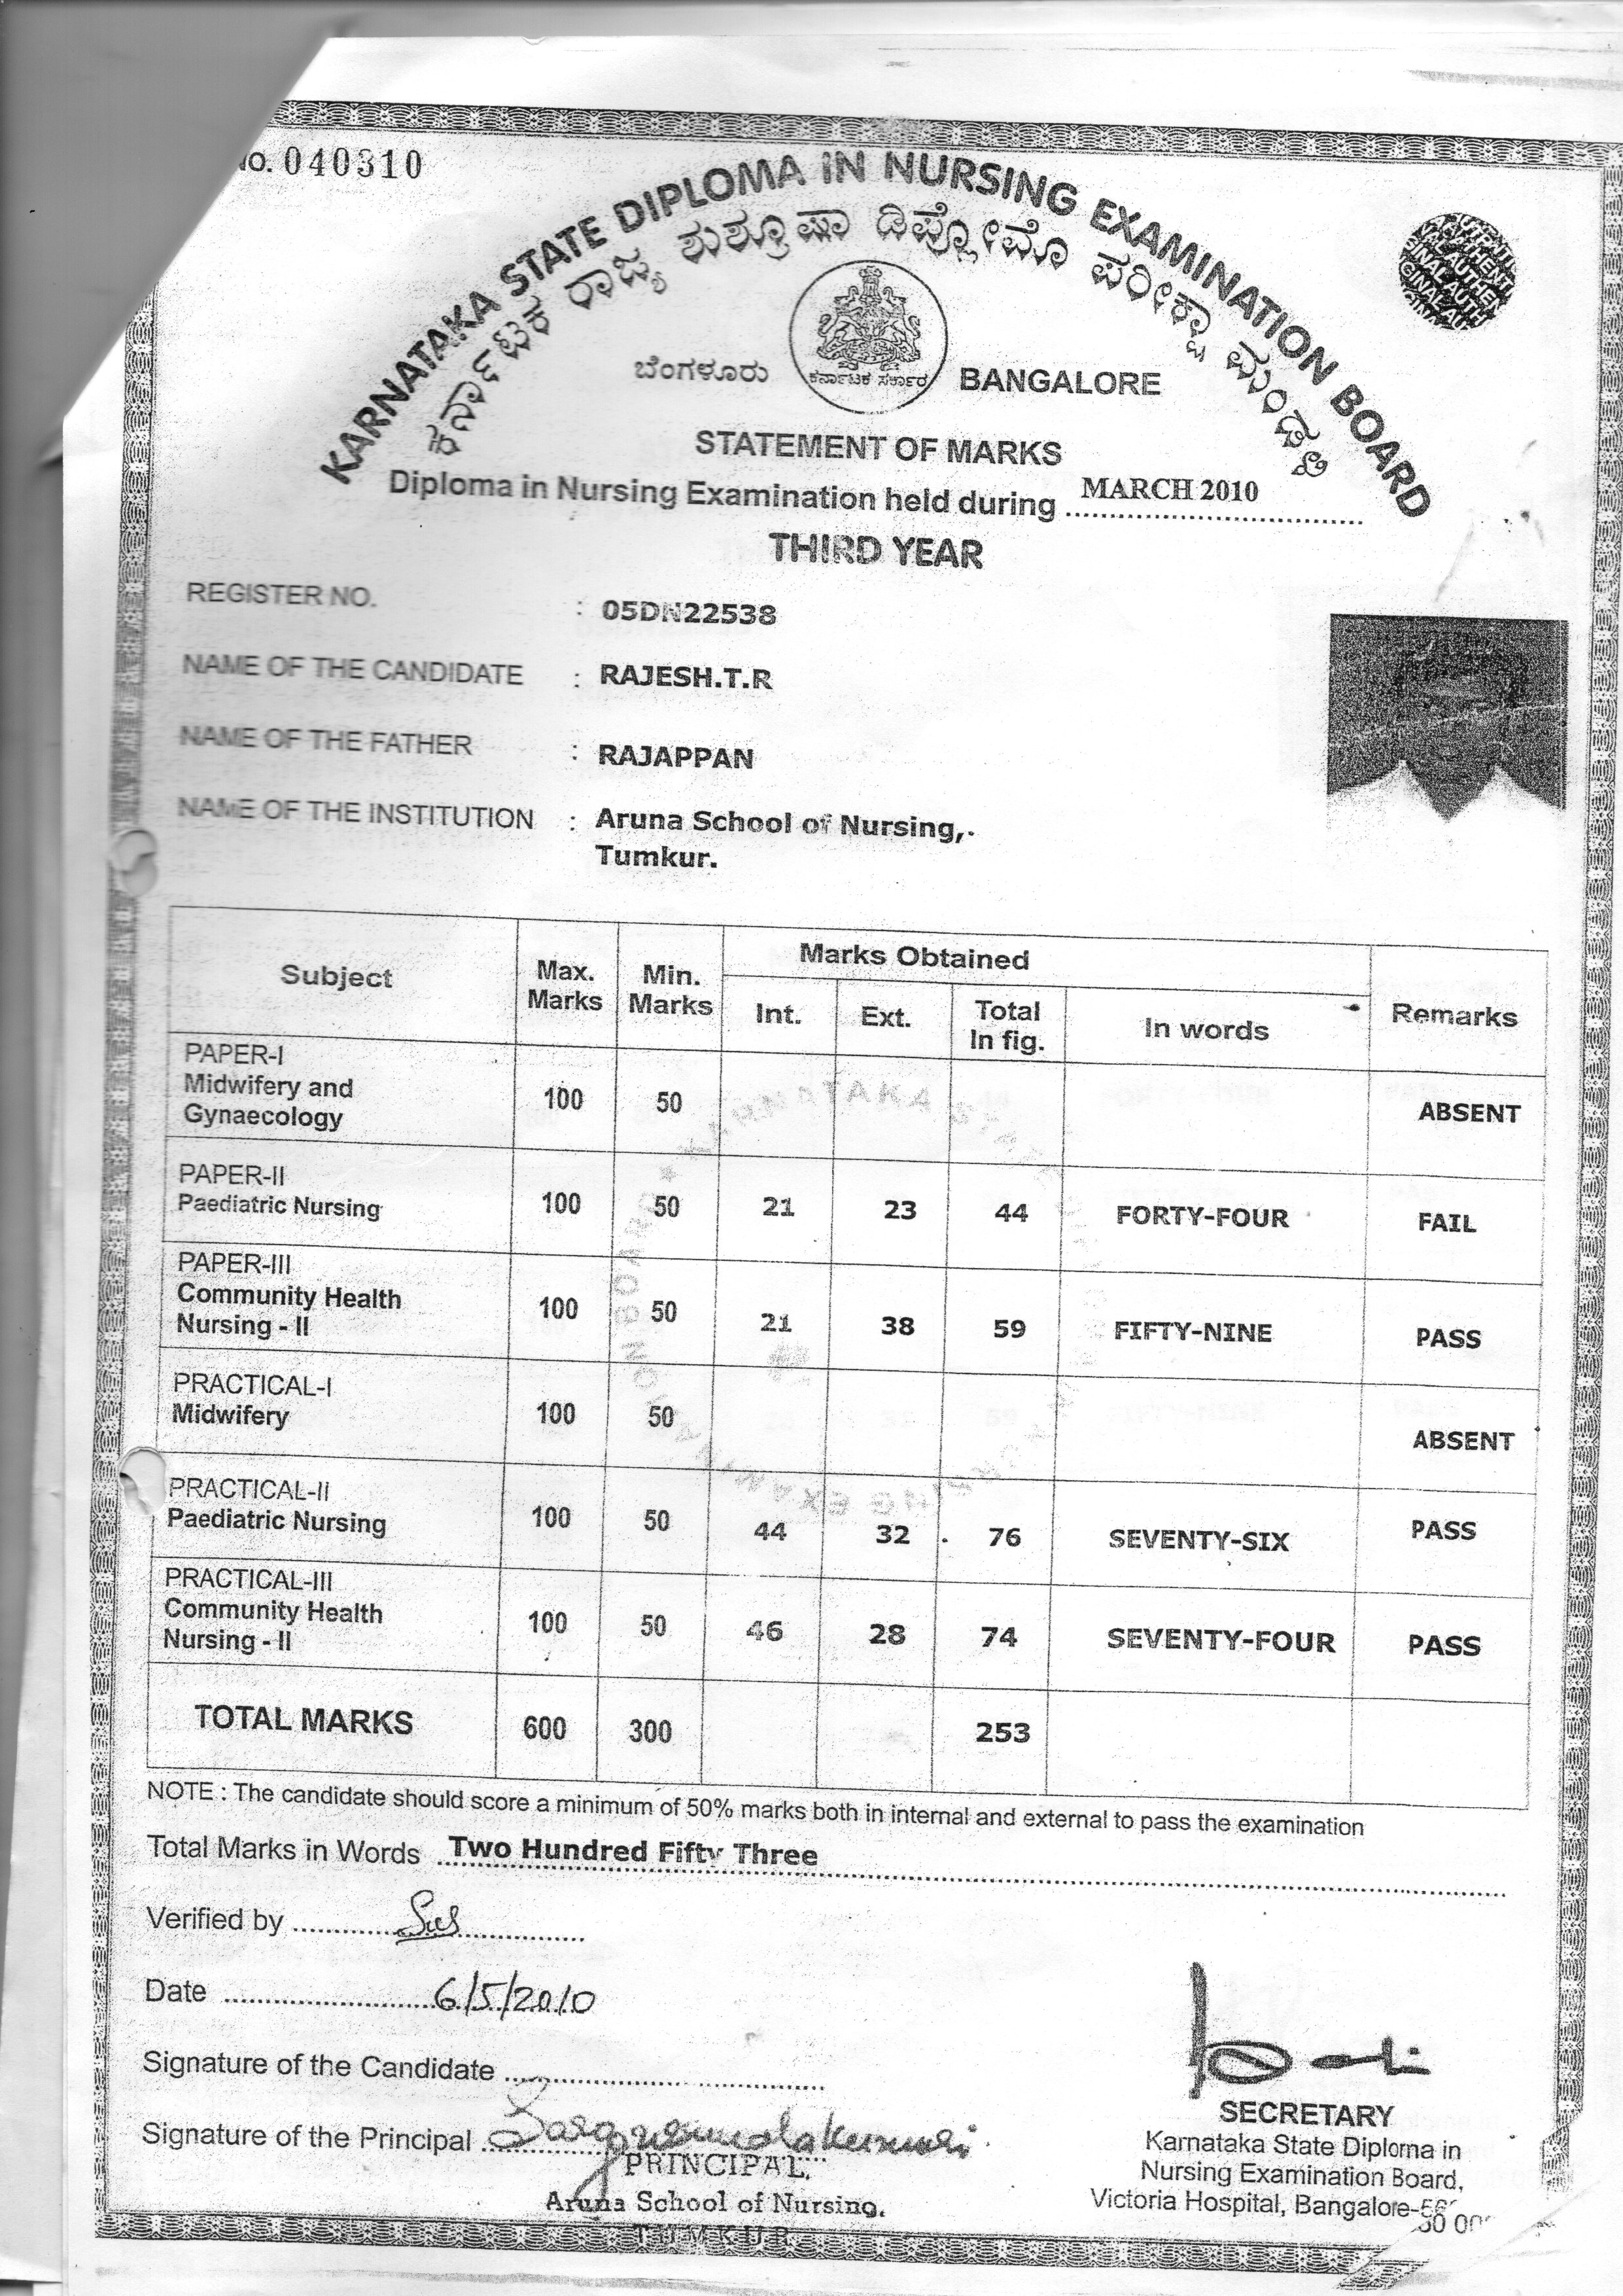 No. 040310
KARNATAKA STATE DIPLOMA IN NURSING EXAMINATION BOARD
ಕರ್ನಾಟಕ ರಾಜ್ಯ ಶುಶ್ರೂಷಾ ಡಿಪ್ಲೋಮೊ ಪರೀಕ್ಷಾ ಮಂಡಳಿ
ಬೆಂಗಳೂರು ಕರ್ನಾಟಕ ಸರ್ಕಾರ BANGALORE
STATEMENT OF MARKS
Diploma in Nursing Examination held during MARCH 2010
THIRD YEAR
REGISTER NO. : 05DN22538
NAME OF THE CANDIDATE : RAJESH.T.R
NAME OF THE FATHER : RAJAPPAN
NAME OF THE INSTITUTION : Aruna School of Nursing,.
Tumkur.
Subject Max. Marks Min. Marks Marks Obtained Remarks
Int. Ext. Total In fig. In words
PAPER-I
Midwifery and
Gynaecology 100 50 ABSENT
PAPER-II
Paediatric Nursing 100 50 21 23 44 FORTY-FOUR FAIL
PAPER-III
Community Health
Nursing - II 100 50 21 38 59 FIFTY-NINE PASS
PRACTICAL-I
Midwifery 100 50 ABSENT
PRACTICAL-II
Paediatric Nursing 100 50 44 32 76 SEVENTY-SIX PASS
PRACTICAL-III
Community Health
Nursing - II 100 50 46 28 74 SEVENTY-FOUR PASS
TOTAL MARKS 600 300 253
NOTE : The candidate should score a minimum of 50% marks both in internal and external to pass the examination
Total Marks in Words Two Hundred Fifty Three
Verified by
Date 6/5/2010
Signature of the Candidate
Signature of the Principal
PRINCIPAL,
Aruna School of Nursing.
TUMKUR
SECRETARY
Karnataka State Diploma in
Nursing Examination Board,
Victoria Hospital, Bangalore-56